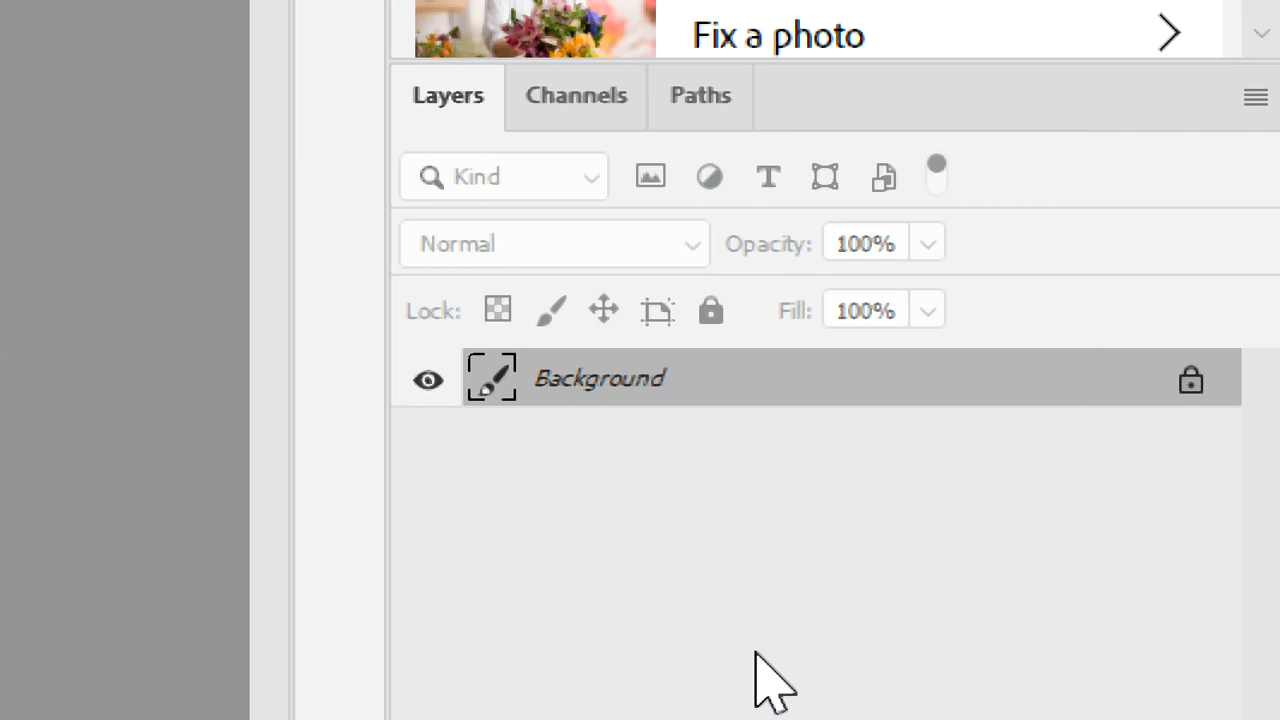 Fix a photo
Layers Channels Paths
Kind T
Normal Opacity: 100%
Lock: Fill: 100%
Background